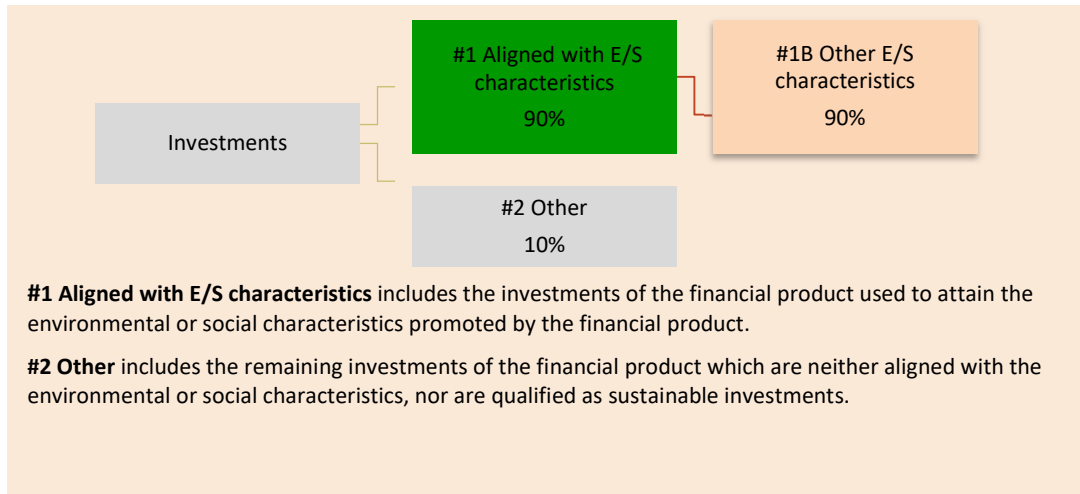 #1 Aligned with E/S
characteristics
90%
#1B Other E/S
characteristics
90%
Investments
#2 Other
10%
#1 Aligned with E/S characteristics includes the investments of the financial product used to attain the
environmental or social characteristics promoted by the financial product.
#2 Other includes the remaining investments of the financial product which are neither aligned with the
environmental or social characteristics, nor are qualified as sustainable investments.